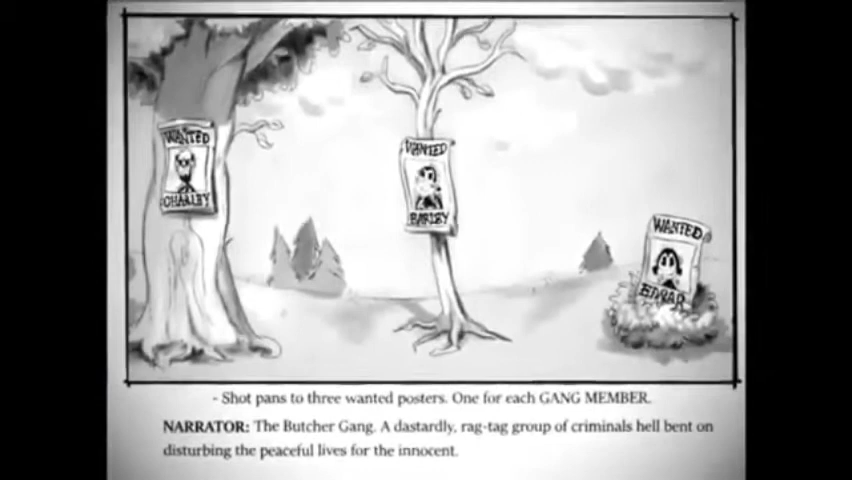 WANTED
CHARLEY
WANTED
BARLEY
WANTED
EDGAR
- Shot pans to three wanted posters. One for each GANG MEMBER.
NARRATOR: The Butcher Gang. A dastardly, rag-tag group of criminals hell bent on
disturbing the peaceful lives for the innocent.